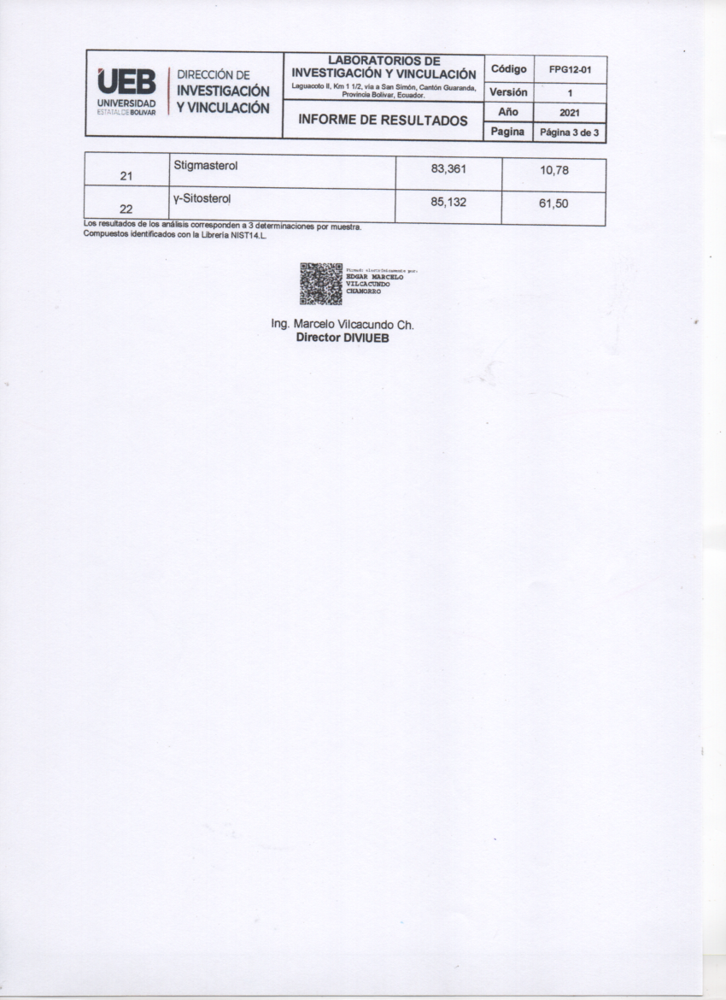 UEB
UNIVERSIDAD
ESTATAL DE BOLIVAR
DIRECCIÓN DE
INVESTIGACIÓN
Y VINCULACIÓN
LABORATORIOS DE
INVESTIGACIÓN Y VINCULACIÓN
Laguacoto II, Km 1 1/2, vía a San Simón, Cantón Guaranda,
Provincia Bolívar, Ecuador.
INFORME DE RESULTADOS
Código FPG12-01
Versión 1
Año 2021
Pagina Página 3 de 3
21 Stigmasterol 83,361 10,78
22 γ-Sitosterol 85,132 61,50
Los resultados de los análisis corresponden a 3 determinaciones por muestra.
Compuestos identificados con la Librería NIST14.L.
Firmado electrónicamente por:
EDGAR MARCELO
VILCACUNDO
CHAMORRO
Ing. Marcelo Vilcacundo Ch.
Director DIVIUEB